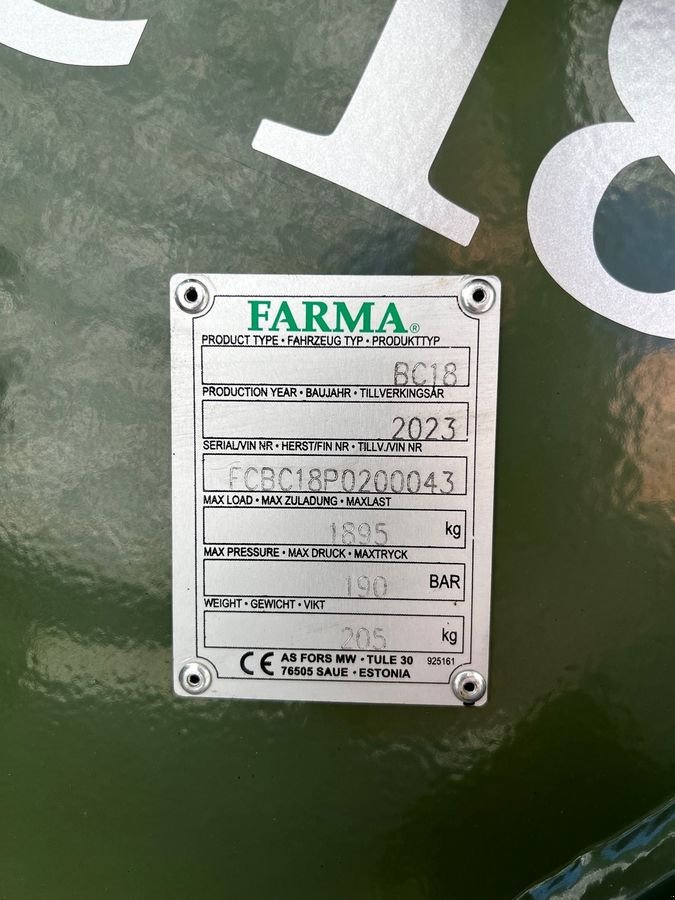 C 18
FARMA®
PRODUCT TYPE • FAHRZEUG TYP • PRODUKTTYP
BC18
PRODUCTION YEAR • BAUJAHR • TILLVERKINGSÅR
2023
SERIAL/VIN NR • HERST/FIN NR • TILLV./VIN NR
FCBC18P0200043
MAX LOAD • MAX ZULADUNG • MAXLAST
1895 kg
MAX PRESSURE • MAX DRUCK • MAXTRYCK
190 BAR
WEIGHT • GEWICHT • VIKT
205 kg
CE AS FORS MW • TULE 30 925161
76505 SAUE • ESTONIA